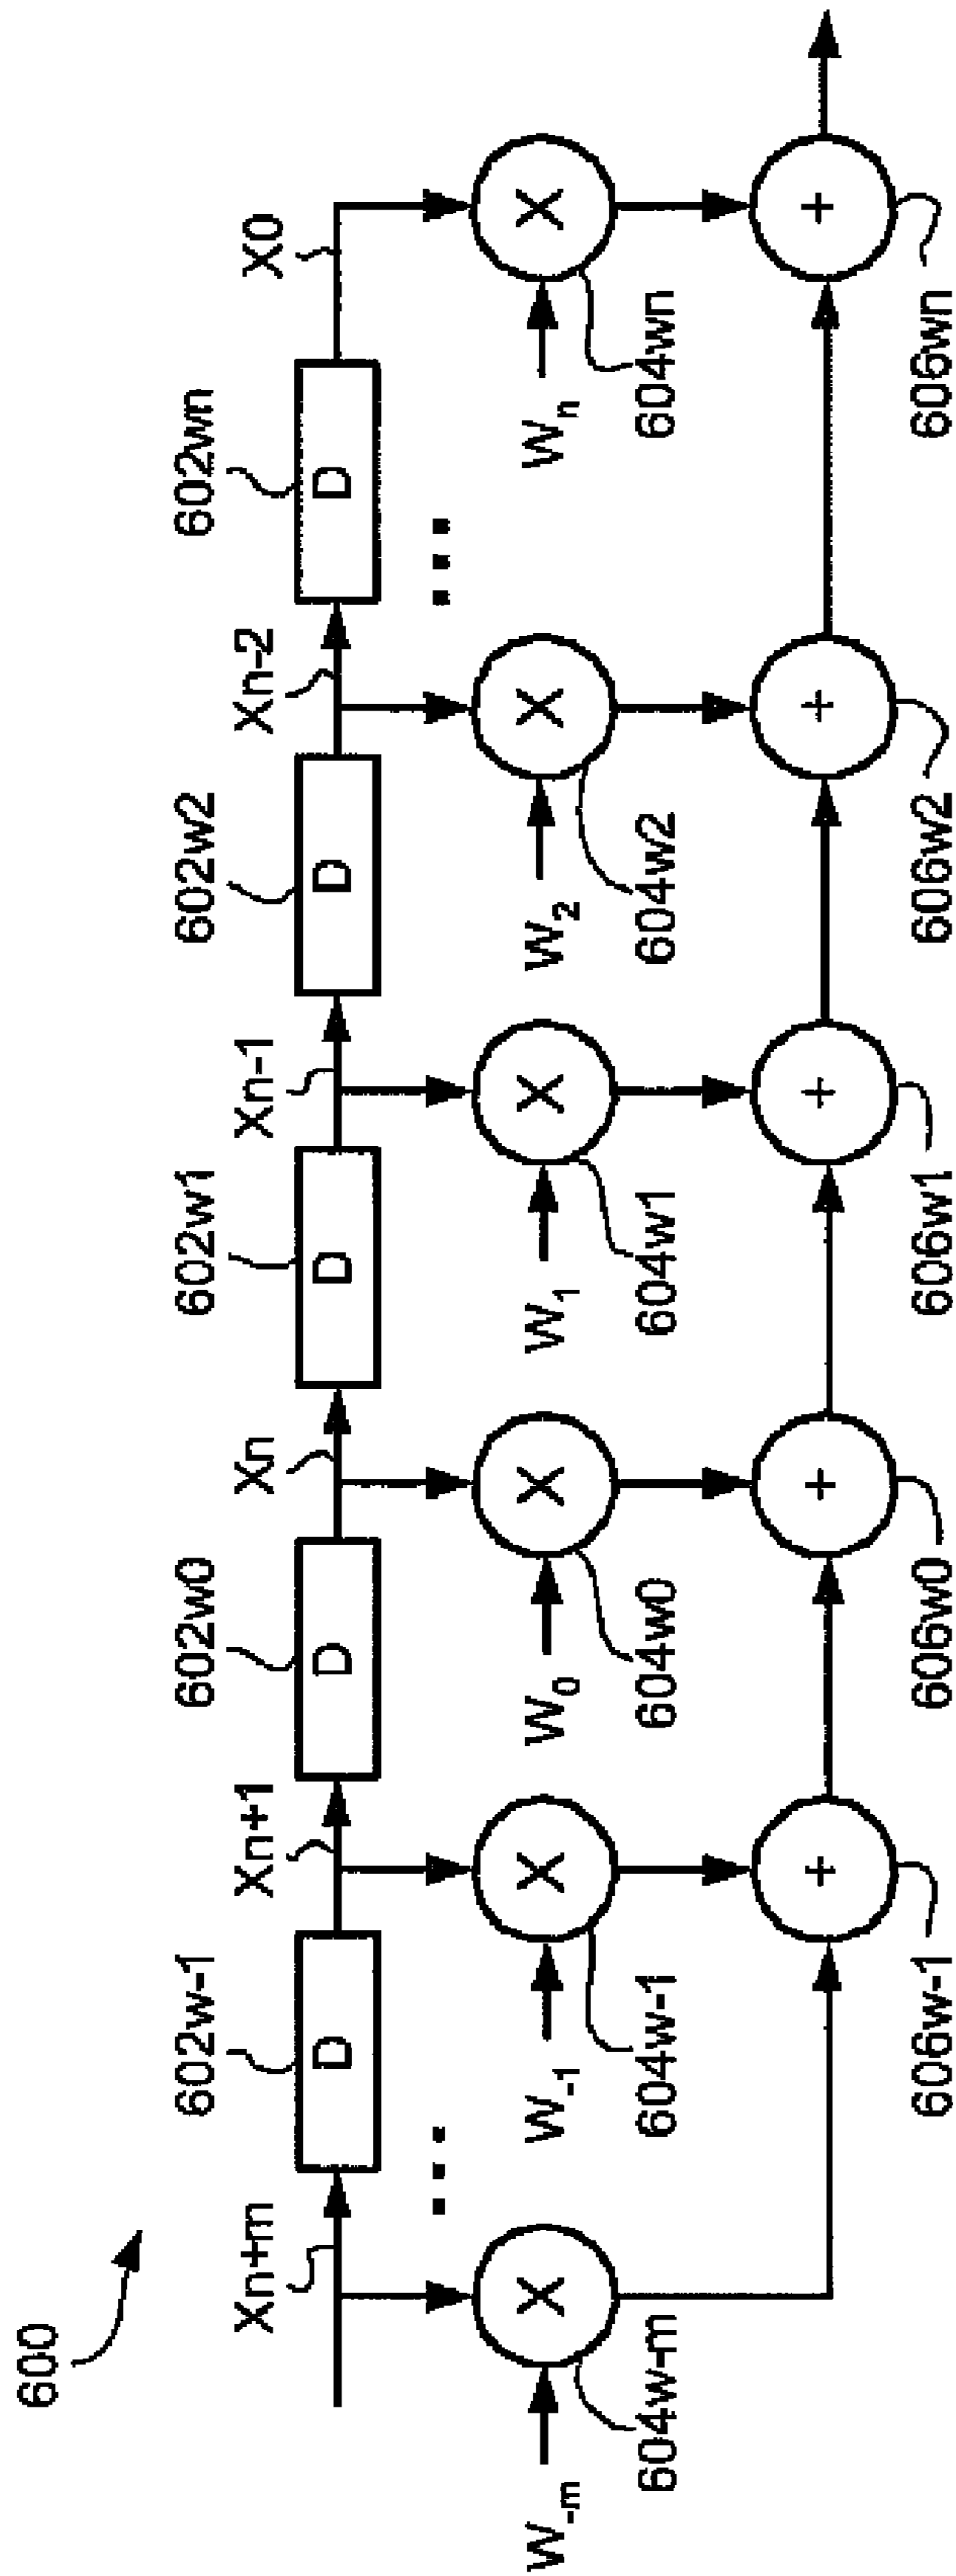 600
602w-1 602w0 602w1 602w2 602wn
Xn+m Xn+1 Xn Xn-1 Xn-2 X0
D D D D D
... ...
X X X X X X
W-m W-1 W0 W1 W2 Wn
604w-m 604w-1 604w0 604w1 604w2 604wn
+ + + + +
606w-1 606w0 606w1 606w2 606wn